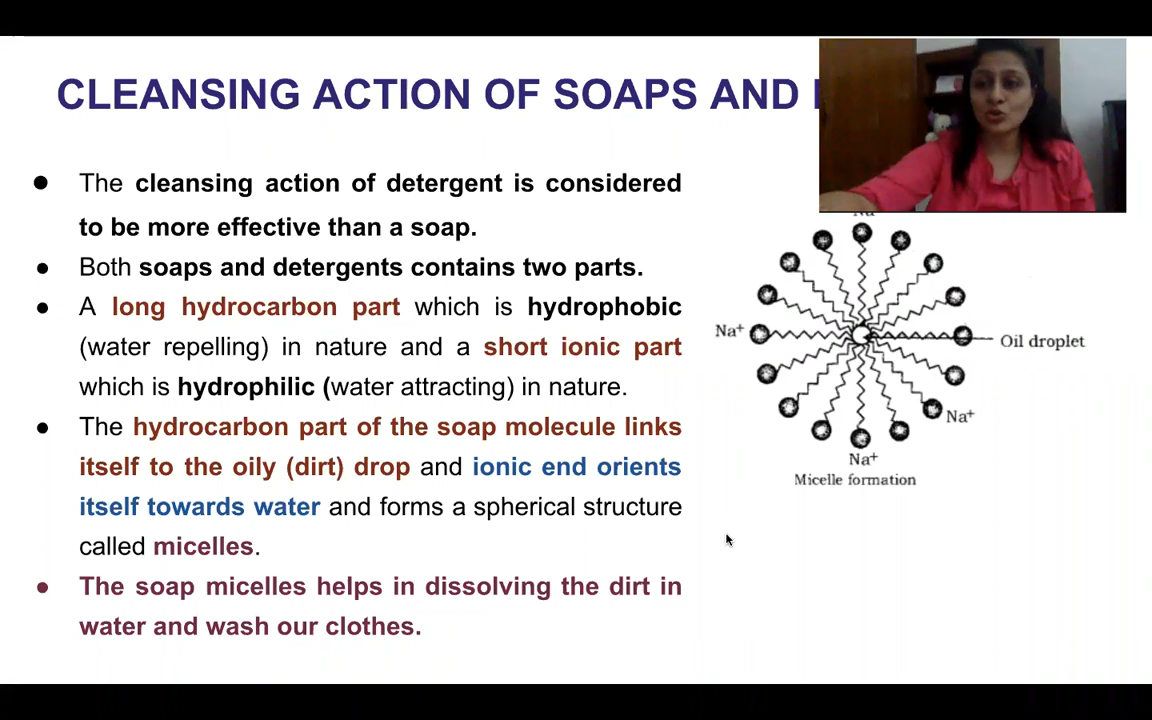 CLEANSING ACTION OF SOAPS AND
The cleansing action of detergent is considered
to be more effective than a soap.
Both soaps and detergents contains two parts.
A long hydrocarbon part which is hydrophobic
(water repelling) in nature and a short ionic part
which is hydrophilic (water attracting) in nature.
The hydrocarbon part of the soap molecule links
itself to the oily (dirt) drop and ionic end orients
itself towards water and forms a spherical structure
called micelles.
The soap micelles helps in dissolving the dirt in
water and wash our clothes.
Na⁺
Oil droplet
Na⁺
Na⁺
Micelle formation